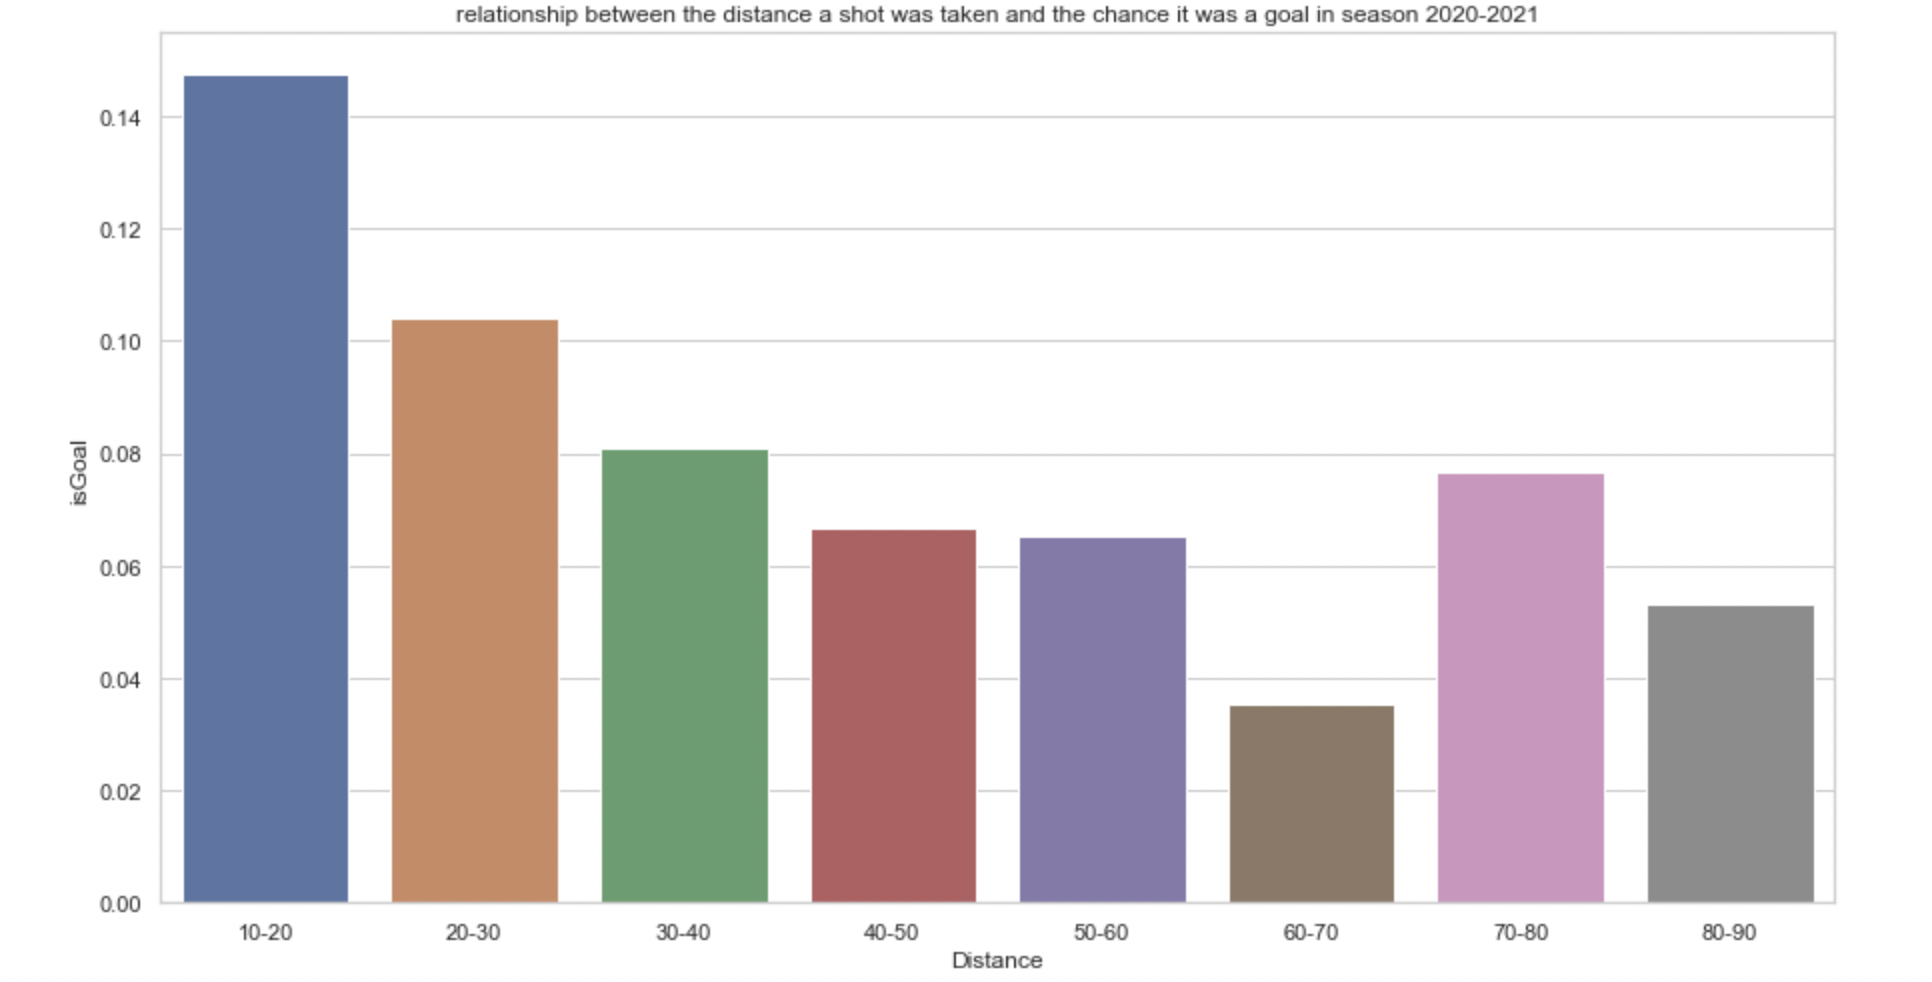 relationship between the distance a shot was taken and the chance it was a goal in season 2020-2021
0.14
0.12
0.10
0.08
0.06
0.04
0.02
0.00
isGoal
10-20 20-30 30-40 40-50 50-60 60-70 70-80 80-90
Distance